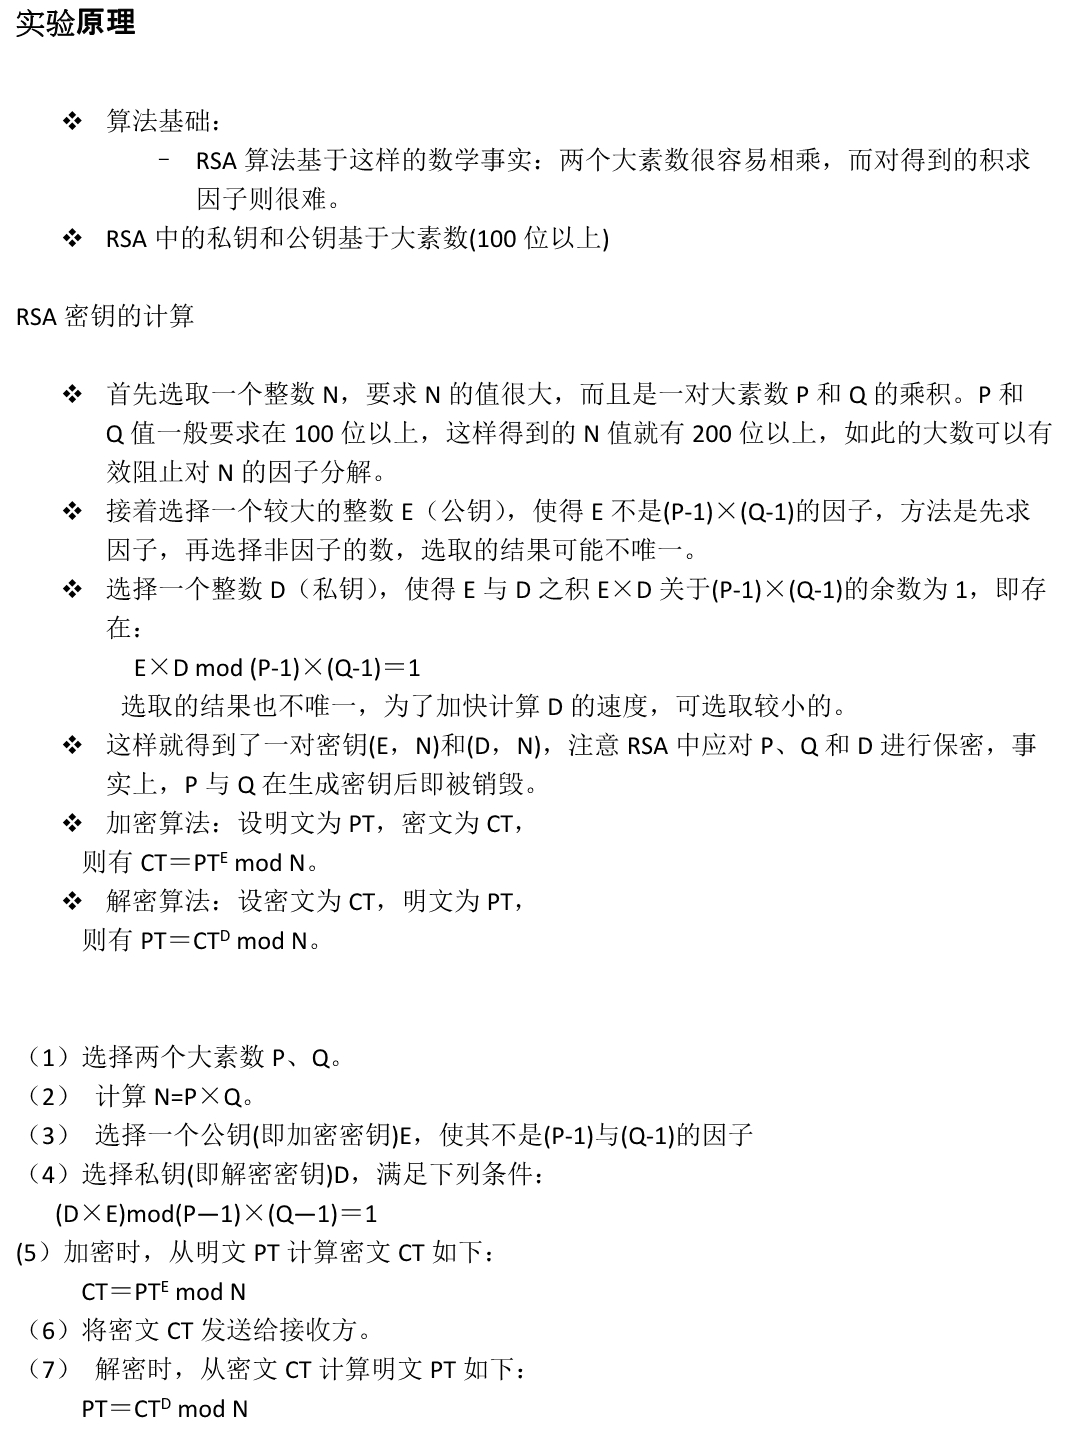 实验原理
❖ 算法基础：
– RSA 算法基于这样的数学事实：两个大素数很容易相乘，而对得到的积求
因子则很难。
❖ RSA 中的私钥和公钥基于大素数(100 位以上)
RSA 密钥的计算
❖ 首先选取一个整数 N，要求 N 的值很大，而且是一对大素数 P 和 Q 的乘积。P 和
Q 值一般要求在 100 位以上，这样得到的 N 值就有 200 位以上，如此的大数可以有
效阻止对 N 的因子分解。
❖ 接着选择一个较大的整数 E（公钥），使得 E 不是(P-1)×(Q-1)的因子，方法是先求
因子，再选择非因子的数，选取的结果可能不唯一。
❖ 选择一个整数 D（私钥），使得 E 与 D 之积 E×D 关于(P-1)×(Q-1)的余数为 1，即存
在：
E×D mod (P-1)×(Q-1)＝1
选取的结果也不唯一，为了加快计算 D 的速度，可选取较小的。
❖ 这样就得到了一对密钥(E，N)和(D，N)，注意 RSA 中应对 P、Q 和 D 进行保密，事
实上，P 与 Q 在生成密钥后即被销毁。
❖ 加密算法：设明文为 PT，密文为 CT，
则有 CT＝PTᴱ mod N。
❖ 解密算法：设密文为 CT，明文为 PT，
则有 PT＝CTᴰ mod N。
（1）选择两个大素数 P、Q。
（2） 计算 N=P×Q。
（3） 选择一个公钥(即加密密钥)E，使其不是(P-1)与(Q-1)的因子
（4）选择私钥(即解密密钥)D，满足下列条件：
(D×E)mod(P—1)×(Q—1)＝1
(5）加密时，从明文 PT 计算密文 CT 如下：
CT＝PTᴱ mod N
（6）将密文 CT 发送给接收方。
（7） 解密时，从密文 CT 计算明文 PT 如下：
PT＝CTᴰ mod N